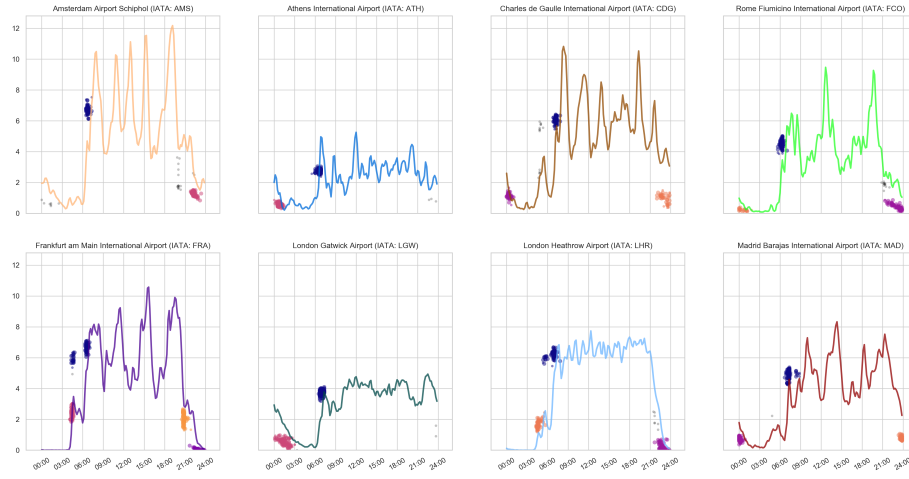 Amsterdam Airport Schiphol (IATA: AMS)
Athens International Airport (IATA: ATH)
Charles de Gaulle International Airport (IATA: CDG)
Rome Fiumicino International Airport (IATA: FCO)
12
10
8
6
4
2
0
Frankfurt am Main International Airport (IATA: FRA)
London Gatwick Airport (IATA: LGW)
London Heathrow Airport (IATA: LHR)
Madrid Barajas International Airport (IATA: MAD)
12
10
8
6
4
2
0
00:00 03:00 06:00 09:00 12:00 15:00 18:00 21:00 24:00
00:00 03:00 06:00 09:00 12:00 15:00 18:00 21:00 24:00
00:00 03:00 06:00 09:00 12:00 15:00 18:00 21:00 24:00
00:00 03:00 06:00 09:00 12:00 15:00 18:00 21:00 24:00